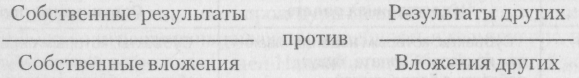 Собственные результаты Результаты других
против
Собственные вложения Вложения других